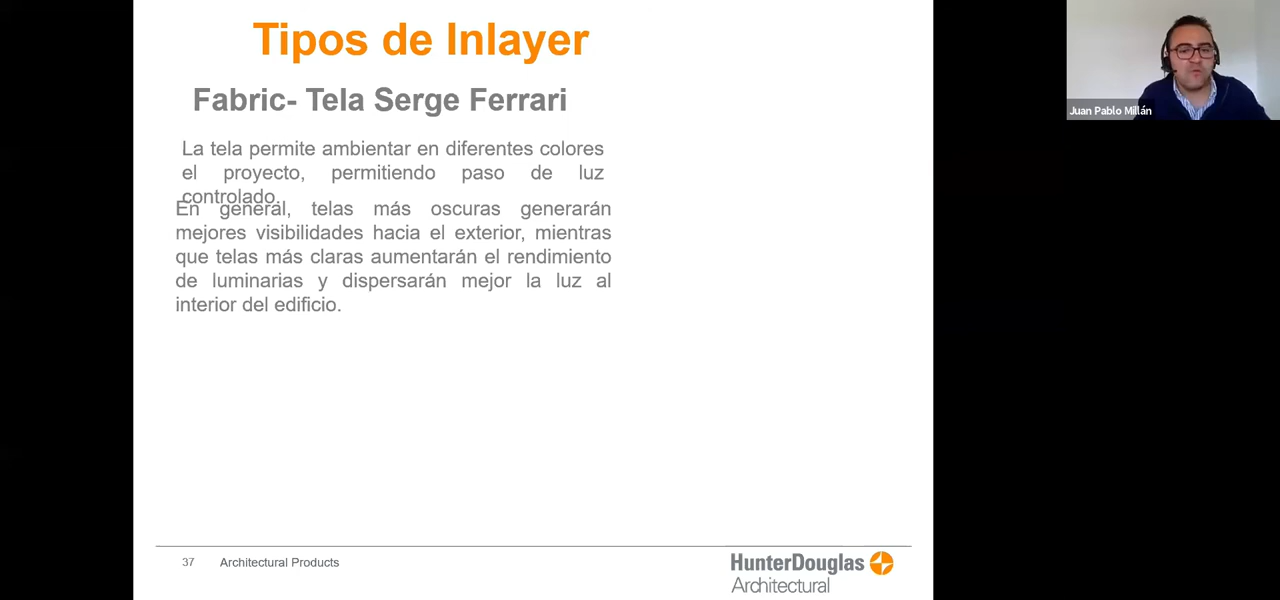 Tipos de Inlayer
Fabric- Tela Serge Ferrari
La tela permite ambientar en diferentes colores
el proyecto, permitiendo paso de luz
controlado.
En general, telas más oscuras generarán
mejores visibilidades hacia el exterior, mientras
que telas más claras aumentarán el rendimiento
de luminarias y dispersarán mejor la luz al
interior del edificio.
37 Architectural Products
HunterDouglas
Architectural
Juan Pablo Millán